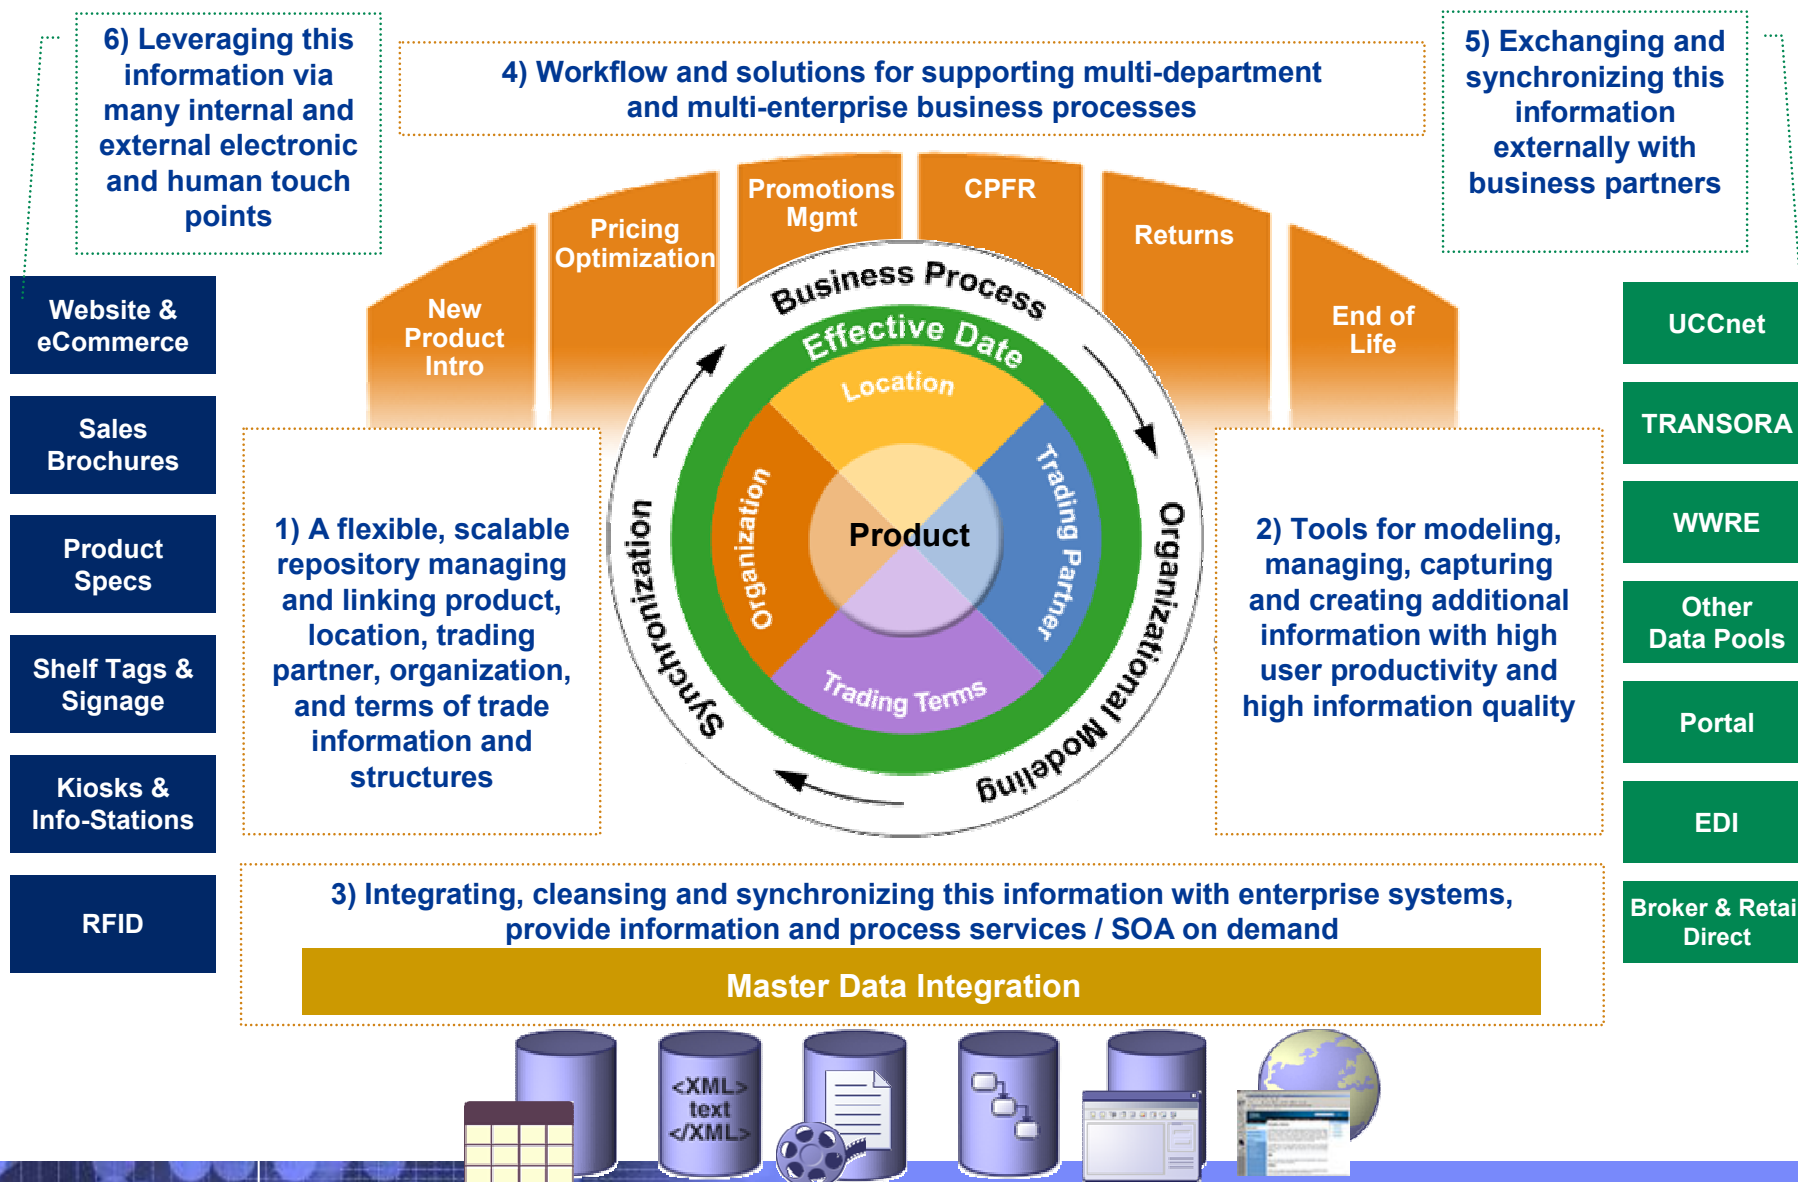 6) Leveraging this
information via
many internal and
external electronic
and human touch
points
4) Workflow and solutions for supporting multi-department
and multi-enterprise business processes
5) Exchanging and
synchronizing this
information
externally with
business partners
New
Product
Intro
Pricing
Optimization
Promotions
Mgmt
CPFR
Returns
End of
Life
Website &
eCommerce
Sales
Brochures
Product
Specs
Shelf Tags &
Signage
Kiosks &
Info-Stations
RFID
1) A flexible, scalable
repository managing
and linking product,
location, trading
partner, organization,
and terms of trade
information and
structures
Business Process
Organizational Modeling
Synchronization
Effective Date
Location
Trading Partner
Trading Terms
Organization
Product
2) Tools for modeling,
managing, capturing
and creating additional
information with high
user productivity and
high information quality
UCCnet
TRANSORA
WWRE
Other
Data Pools
Portal
EDI
Broker & Retai
Direct
3) Integrating, cleansing and synchronizing this information with enterprise systems,
provide information and process services / SOA on demand
Master Data Integration
<XML>
text
</XML>